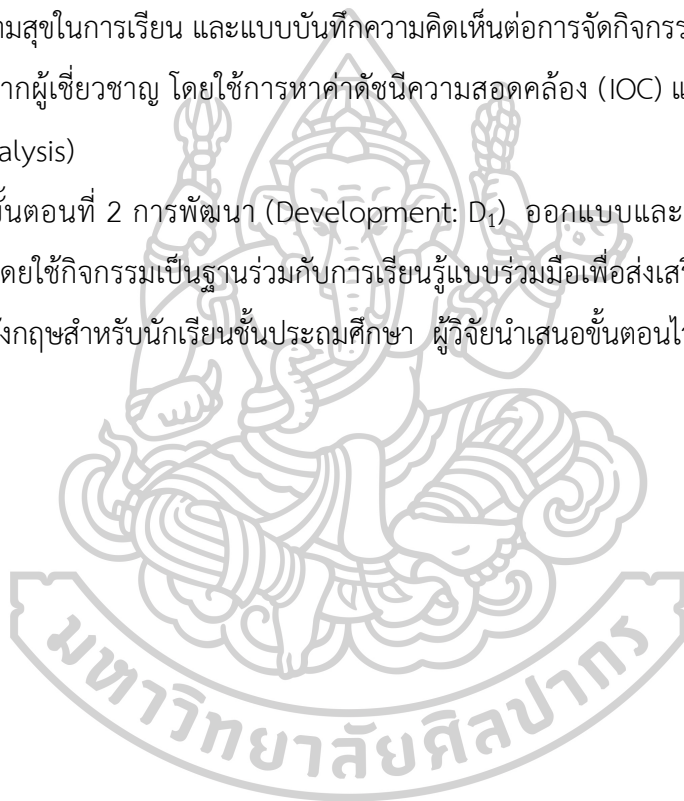 ามสุขในการเรียน และแบบบันทึกความคิดเห็นต่อการจัดกิจกรร
ากผู้เชี่ยวชาญ โดยใช้การหาค่าดัชนีความสอดคล้อง (IOC) แ
alysis)
ั้นตอนที่ 2 การพัฒนา (Development: D₁) ออกแบบและ
ดยใช้กิจกรรมเป็นฐานร่วมกับการเรียนรู้แบบร่วมมือเพื่อส่งเสริ
ังกฤษสำหรับนักเรียนชั้นประถมศึกษา ผู้วิจัยนำเสนอขั้นตอนไ
มหาวิทยาลัยศิลปากร